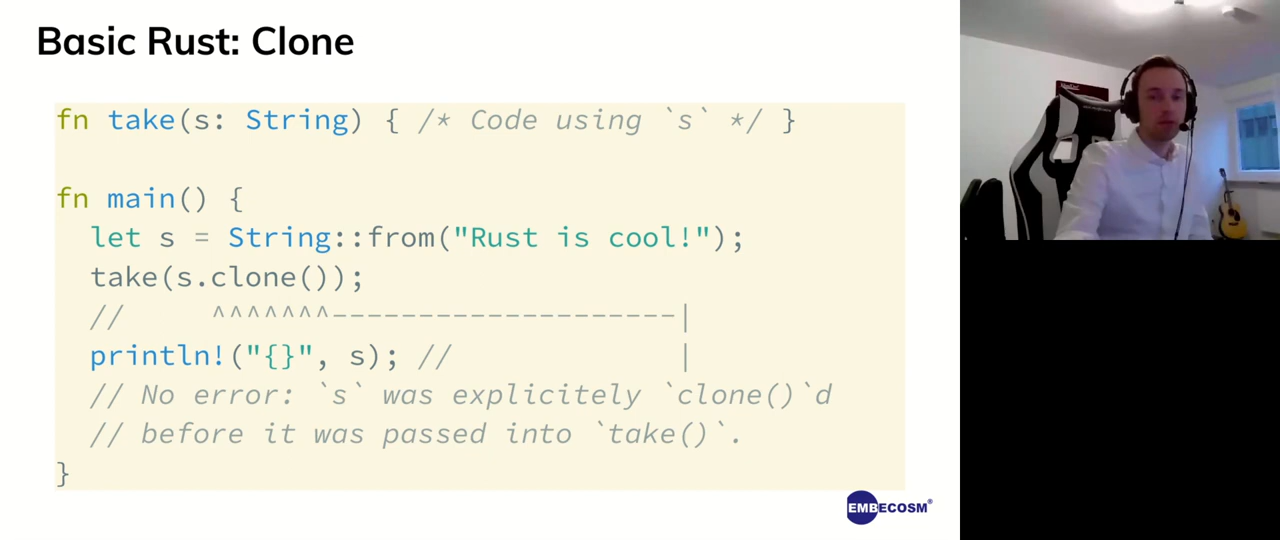 Basic Rust: Clone
fn take(s: String) { /* Code using `s` */ }
fn main() {
let s = String::from("Rust is cool!");
take(s.clone());
// ^^^^^^^--------------------|
println!("{}", s); // |
// No error: `s` was explicitely `clone()`d
// before it was passed into `take()`.
}
EMBECOSM®